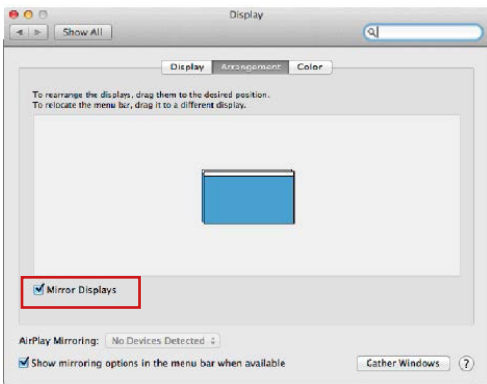 Display
Show All
Display Arrangement Color
To rearrange the displays, drag them to the desired position.
To relocate the menu bar, drag it to a different display.
Mirror Displays
AirPlay Mirroring: No Devices Detected
Show mirroring options in the menu bar when available
Gather Windows ?